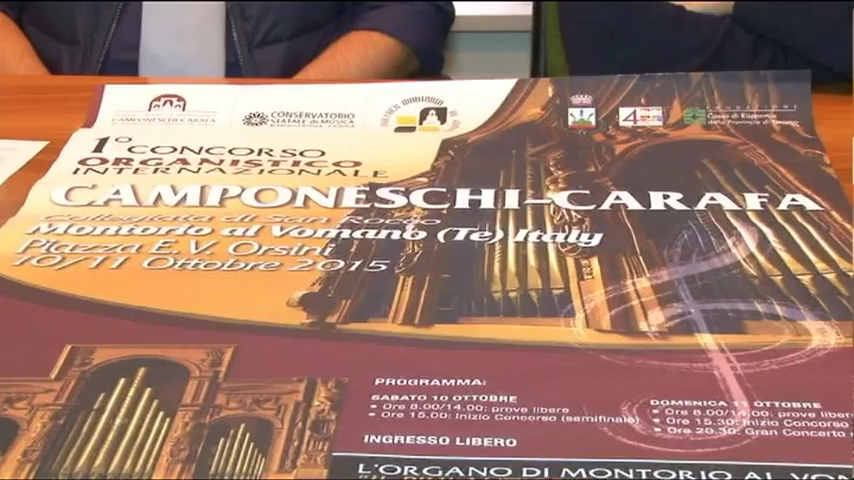 CAMPONESCHI-CARAFA
CONSERVATORIO
STATALE DI MUSICA
4
FONDAZIONE
1° CONCORSO
ORGANISTICO
INTERNAZIONALE
CAMPONESCHI-CARAFA
Collegiata di San Rocco
Montorio al Vomano (Te) Italy
Piazza E.V. Orsini
10/11 Ottobre 2015
PROGRAMMA:
SABATO 10 OTTOBRE
• Ore 8.00/14.00: prove libere
• Ore 15.00: Inizio Concorso (semifinale)
INGRESSO LIBERO
DOMENICA 11 OTTOBRE
• Ore 8.00/14.00: prove libere
• Ore 15.30: Inizio Concorso
• Ore 20.30: Gran Concerto
L'ORGANO DI MONTORIO AL VOM